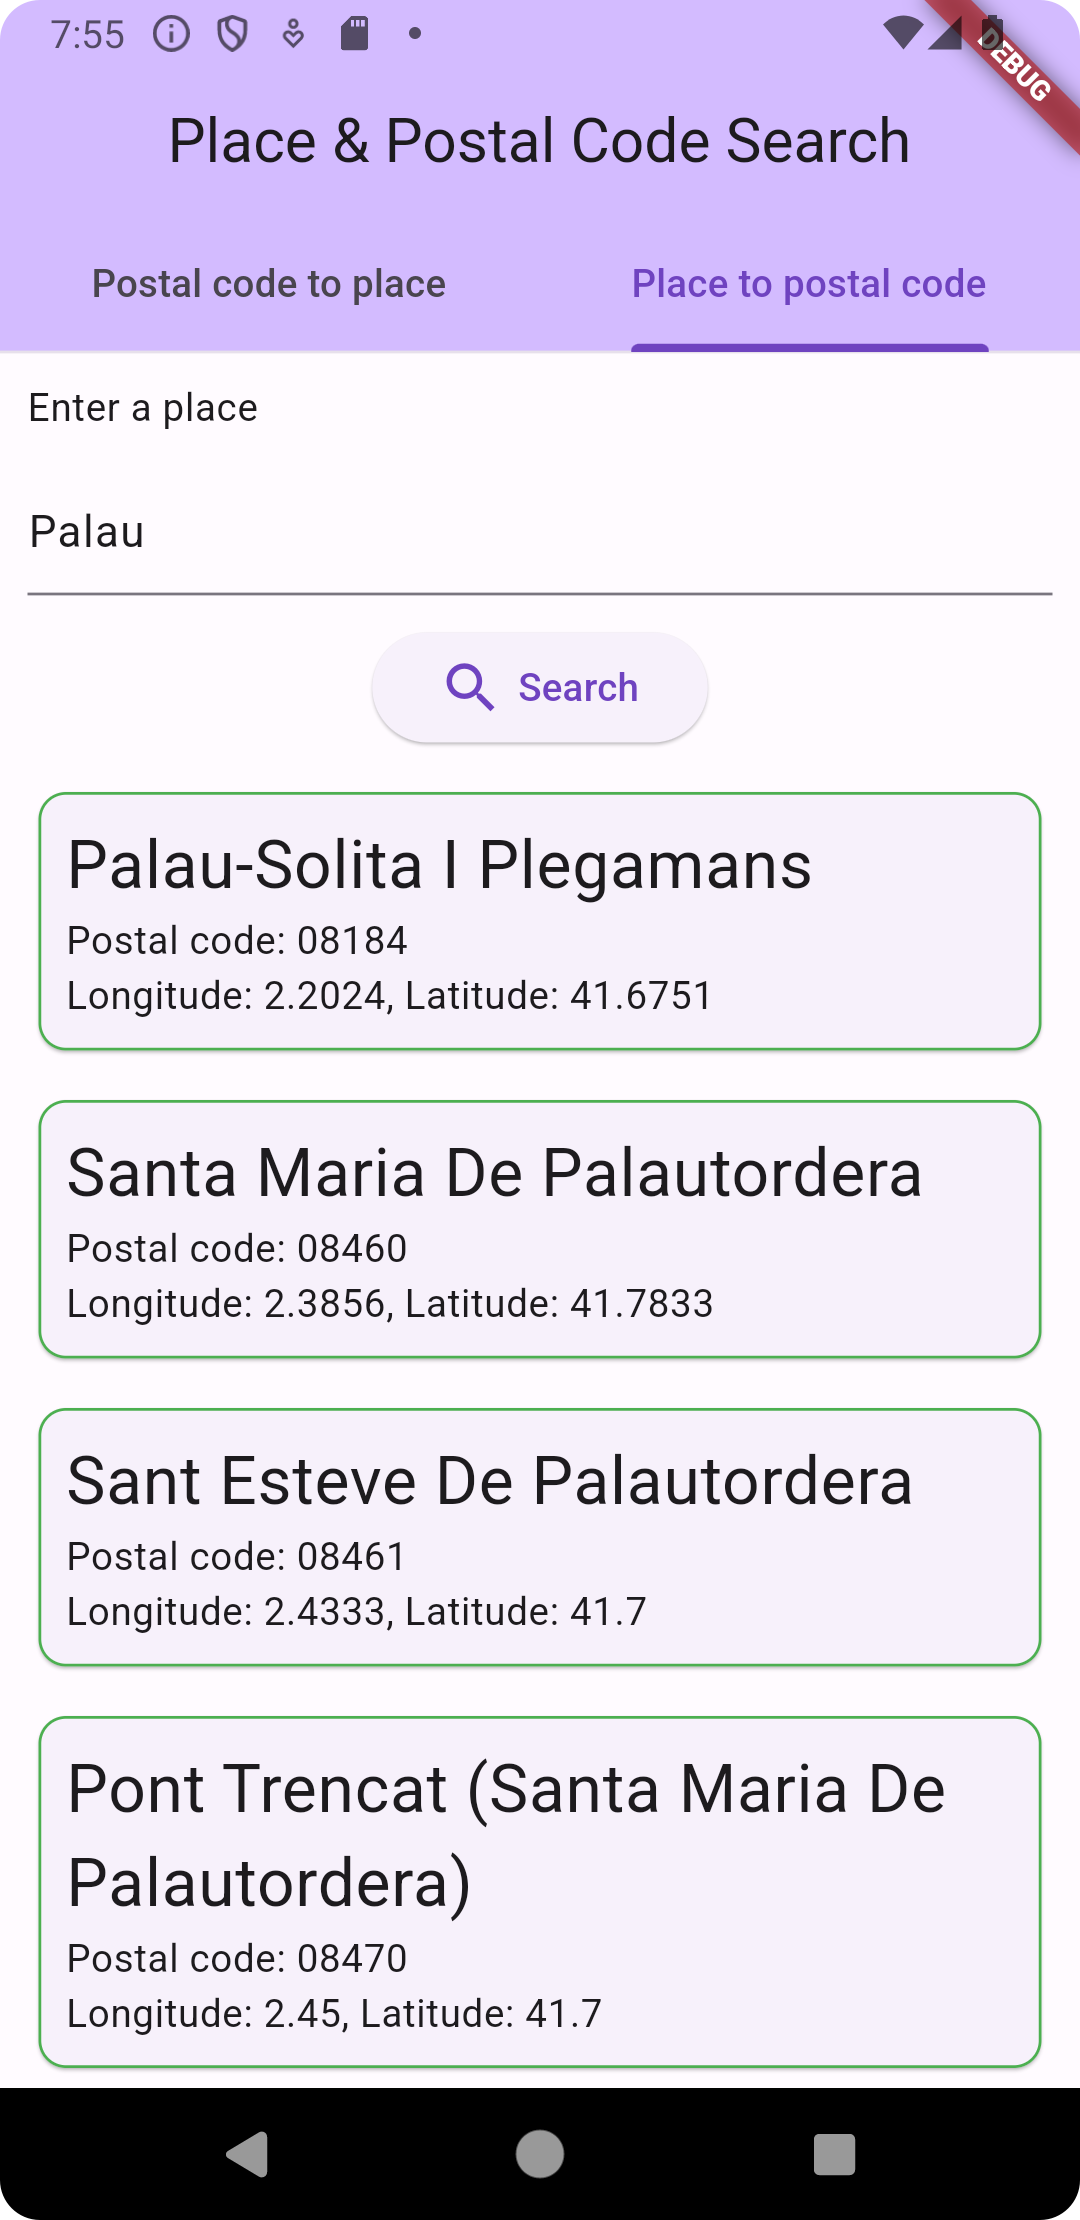 7:55
DEBUG
Place & Postal Code Search
Postal code to place
Place to postal code
Enter a place
Palau
Search
Palau-Solita I Plegamans
Postal code: 08184
Longitude: 2.2024, Latitude: 41.6751
Santa Maria De Palautordera
Postal code: 08460
Longitude: 2.3856, Latitude: 41.7833
Sant Esteve De Palautordera
Postal code: 08461
Longitude: 2.4333, Latitude: 41.7
Pont Trencat (Santa Maria De
Palautordera)
Postal code: 08470
Longitude: 2.45, Latitude: 41.7